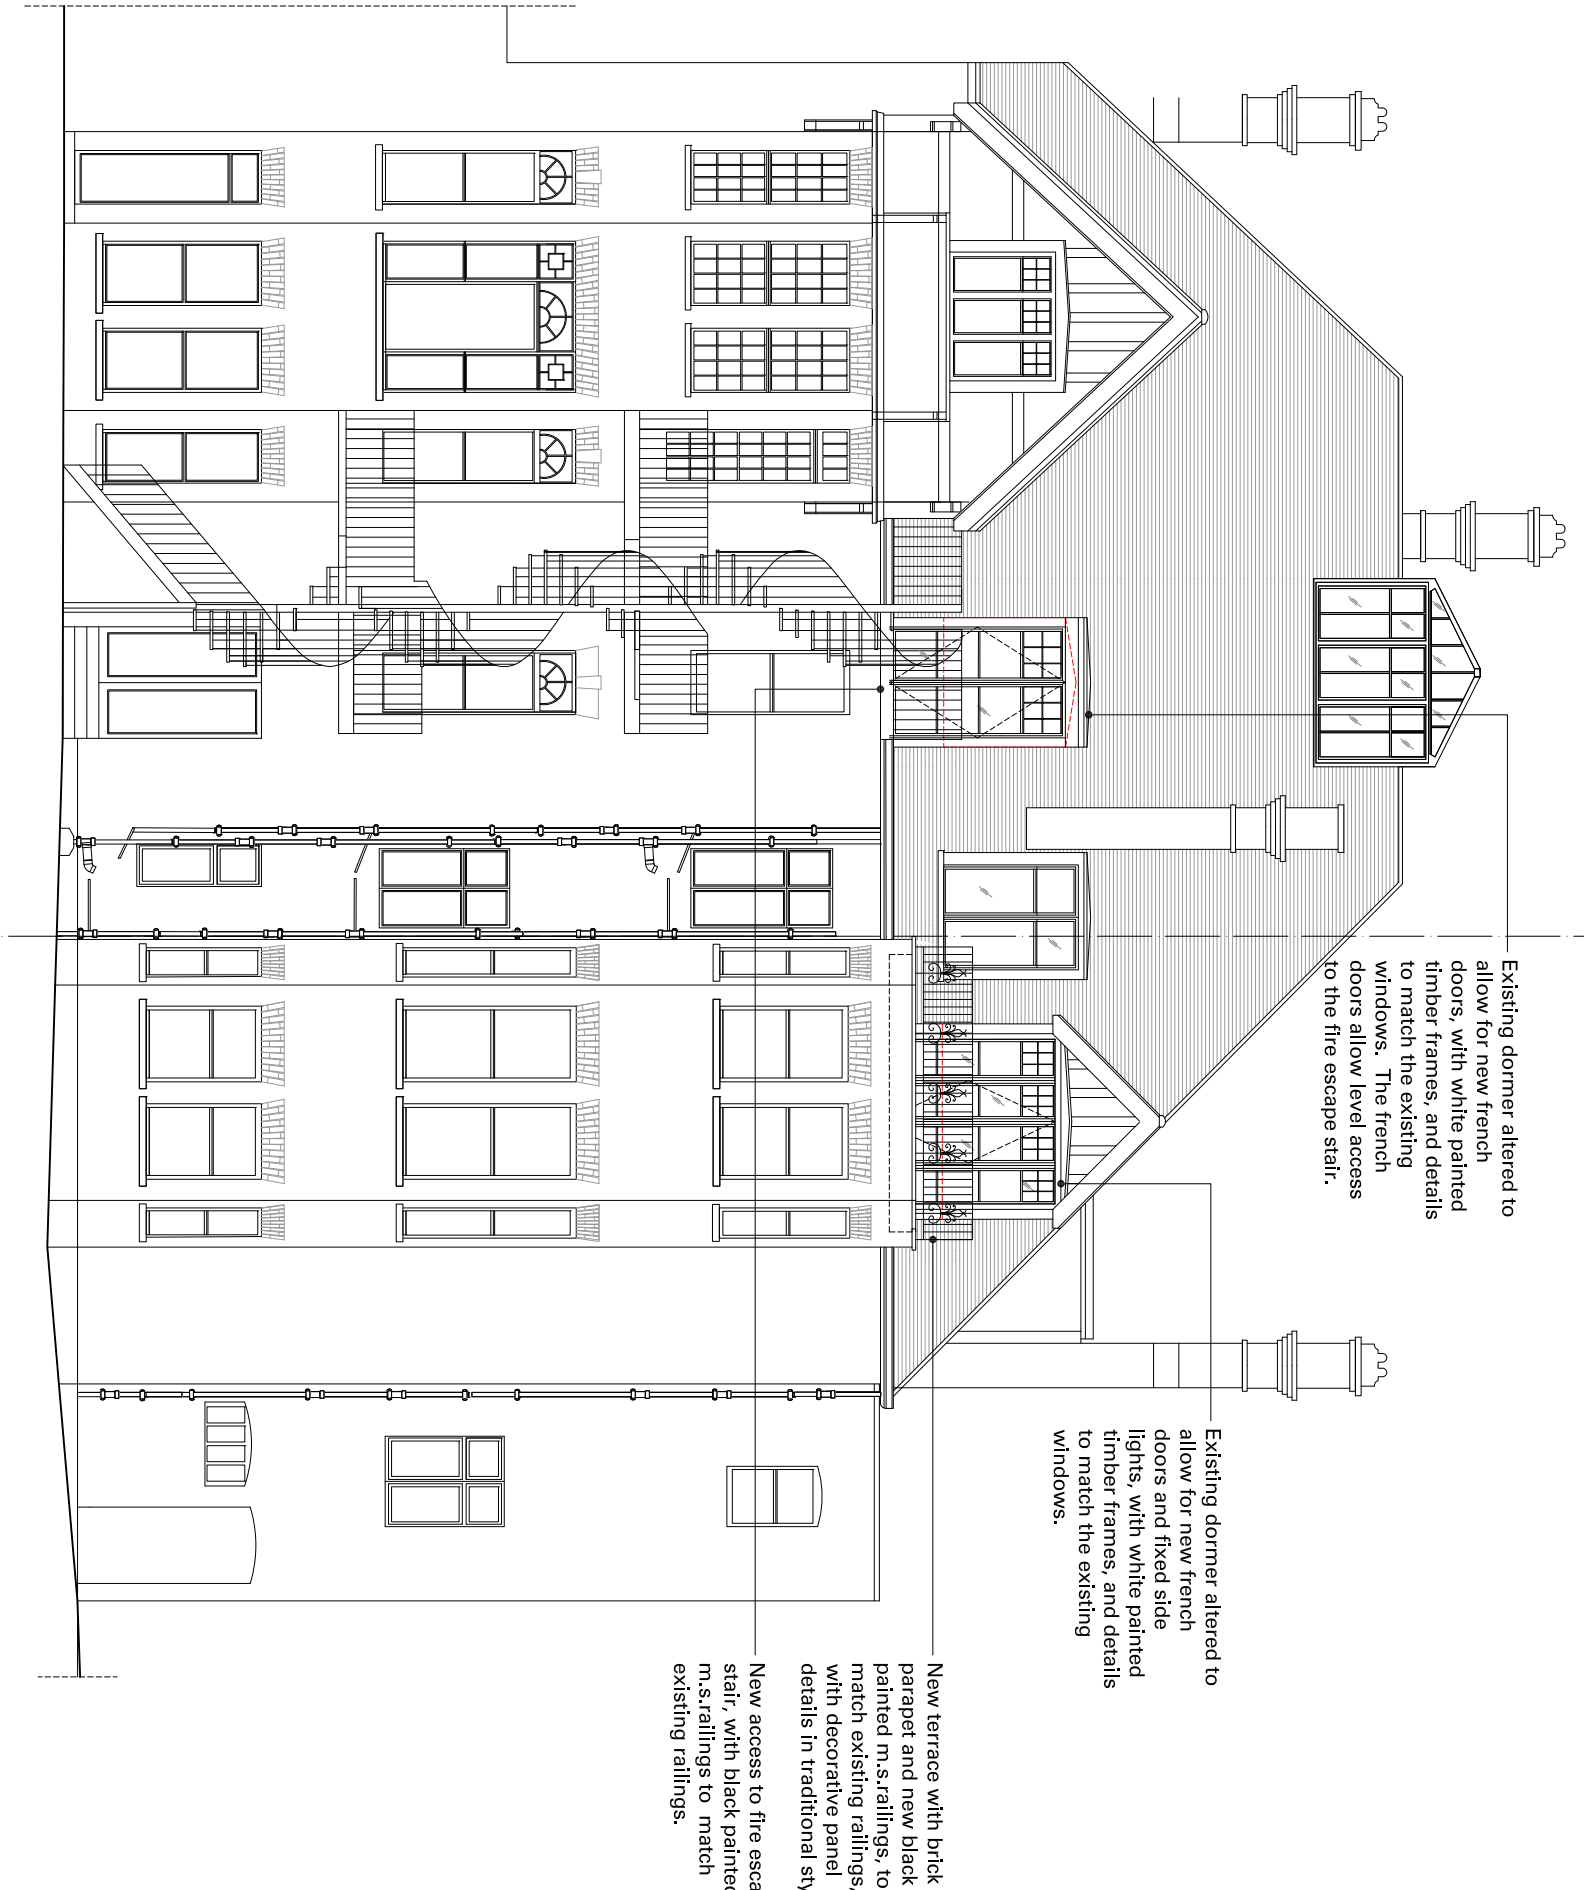 Existing dormer altered to
allow for new french
doors, with white painted
timber frames, and details
to match the existing
windows. The french
doors allow level access
to the fire escape stair.
Existing dormer altered to
allow for new french
doors and fixed side
lights, with white painted
timber frames, and details
to match the existing
windows.
New terrace with brick
parapet and new black
painted m.s.railings, to
match existing railings,
with decorative panel
details in traditional
New access to fire
stair, with black
m.s.railings to match
existing railings.